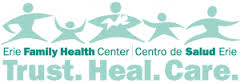 Erie Family Health Center | Centro de Salud Erie
Trust. Heal. Care.